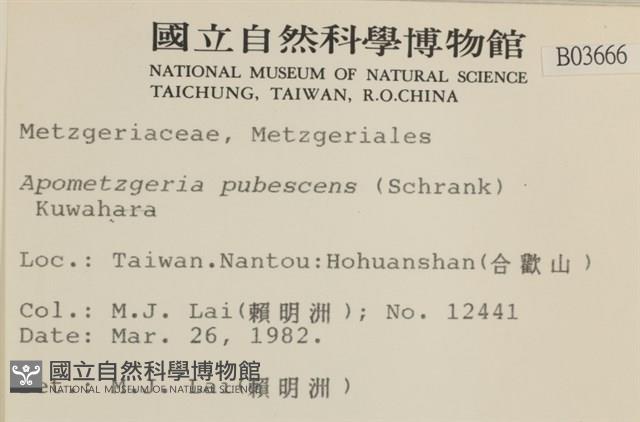 國立自然科學博物館
B03666
NATIONAL MUSEUM OF NATURAL SCIENCE
TAICHUNG, TAIWAN, R.O.CHINA
Metzgeriaceae, Metzgeriales
Apometzgeria pubescens (Schrank)
Kuwahara
Loc.: Taiwan.Nantou:Hohuanshan(合歡山)
Col.: M.J. Lai(賴明洲); No. 12441
Date: Mar. 26, 1982.
國立自然科學博物館
NATIONAL MUSEUM OF NATURAL SCIENCE
Det.: M.J. Lai(賴明洲)